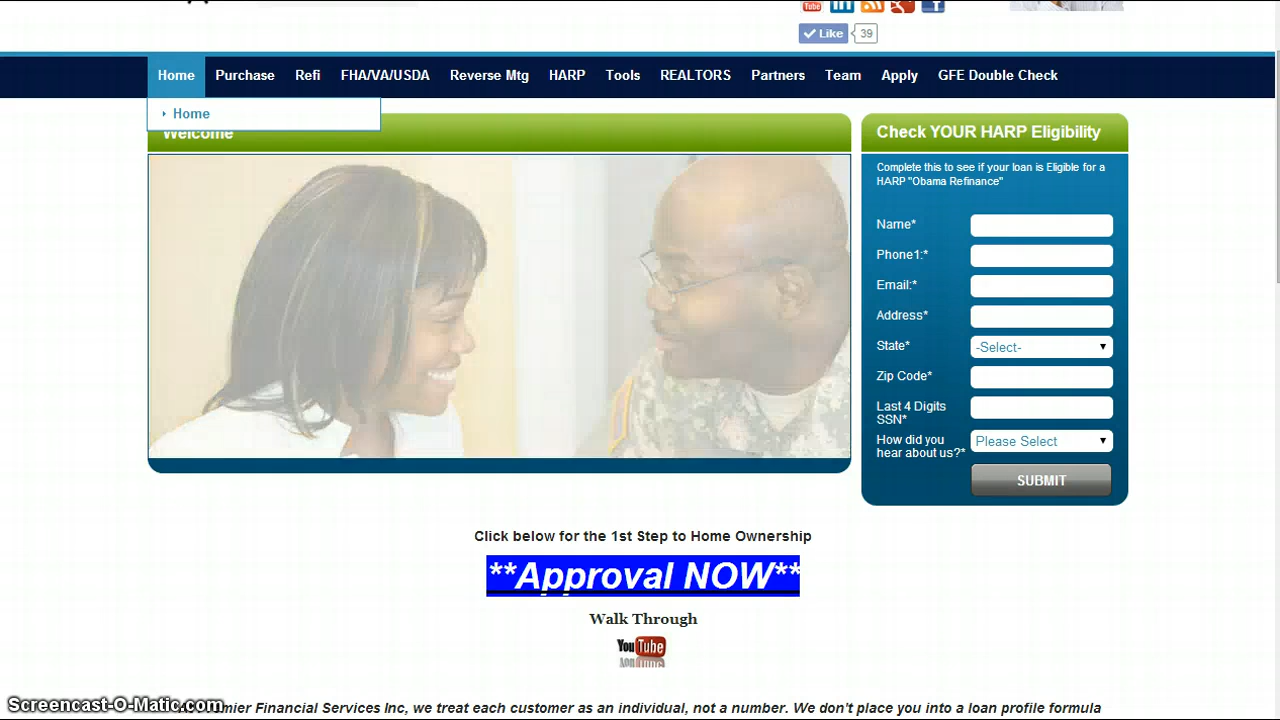 You Tube
Like
39
Home
Purchase
Refi
FHA/VA/USDA
Reverse Mtg
HARP
Tools
REALTORS
Partners
Team
Apply
GFE Double Check
Home
Welcome
Check YOUR HARP Eligibility
Complete this to see if your loan is Eligible for a
HARP "Obama Refinance"
Name*
Phone1:*
Email:*
Address*
State*
-Select-
Zip Code*
Last 4 Digits
SSN*
How did you
hear about us?*
Please Select
SUBMIT
Click below for the 1st Step to Home Ownership
**Approval NOW**
Walk Through
YouTube
Screencast-O-Matic.com
Financial Services Inc, we treat each customer as an individual, not a number. We don't place you into a loan profile formula